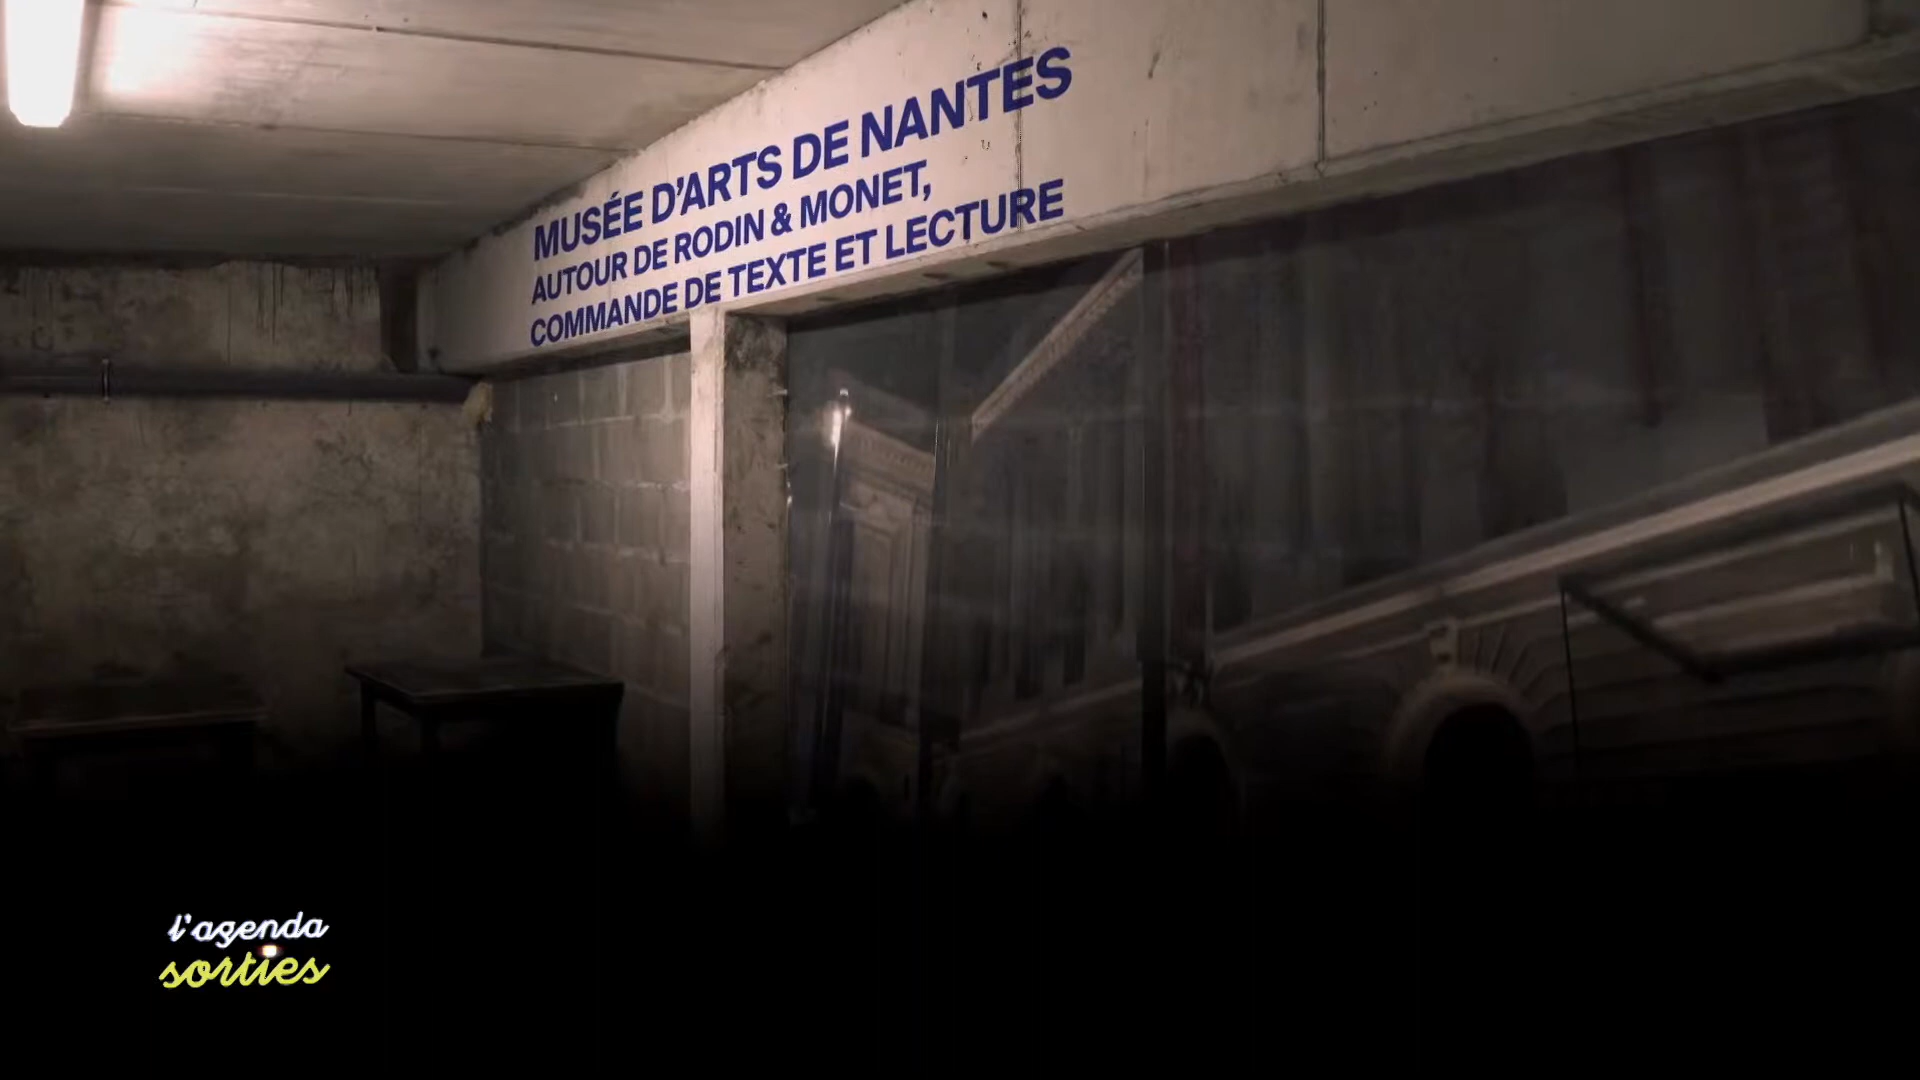 MUSÉE D'ARTS DE NANTES
AUTOUR DE RODIN & MONET,
COMMANDE DE TEXTE ET LECTURE
l'agenda
sorties